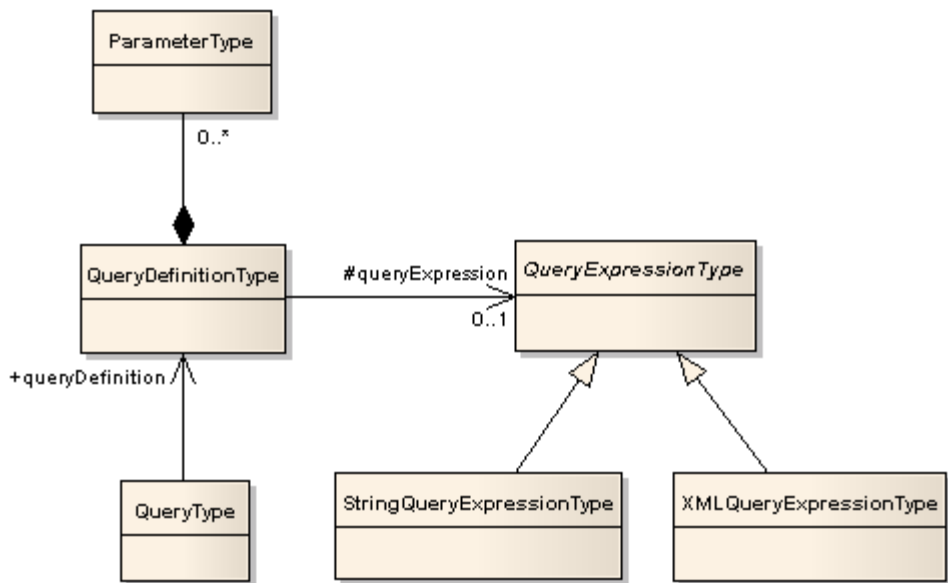 ParameterType
0..*
QueryDefinitionType
#queryExpression
0..1
QueryExpressionType
+queryDefinition
QueryType
StringQueryExpressionType
XMLQueryExpressionType